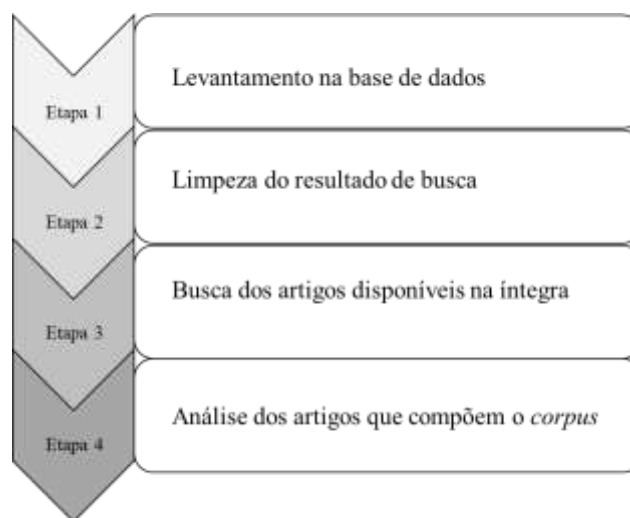 Etapa 1
Levantamento na base de dados
Etapa 2
Limpeza do resultado de busca
Etapa 3
Busca dos artigos disponíveis na íntegra
Etapa 4
Análise dos artigos que compõem o corpus